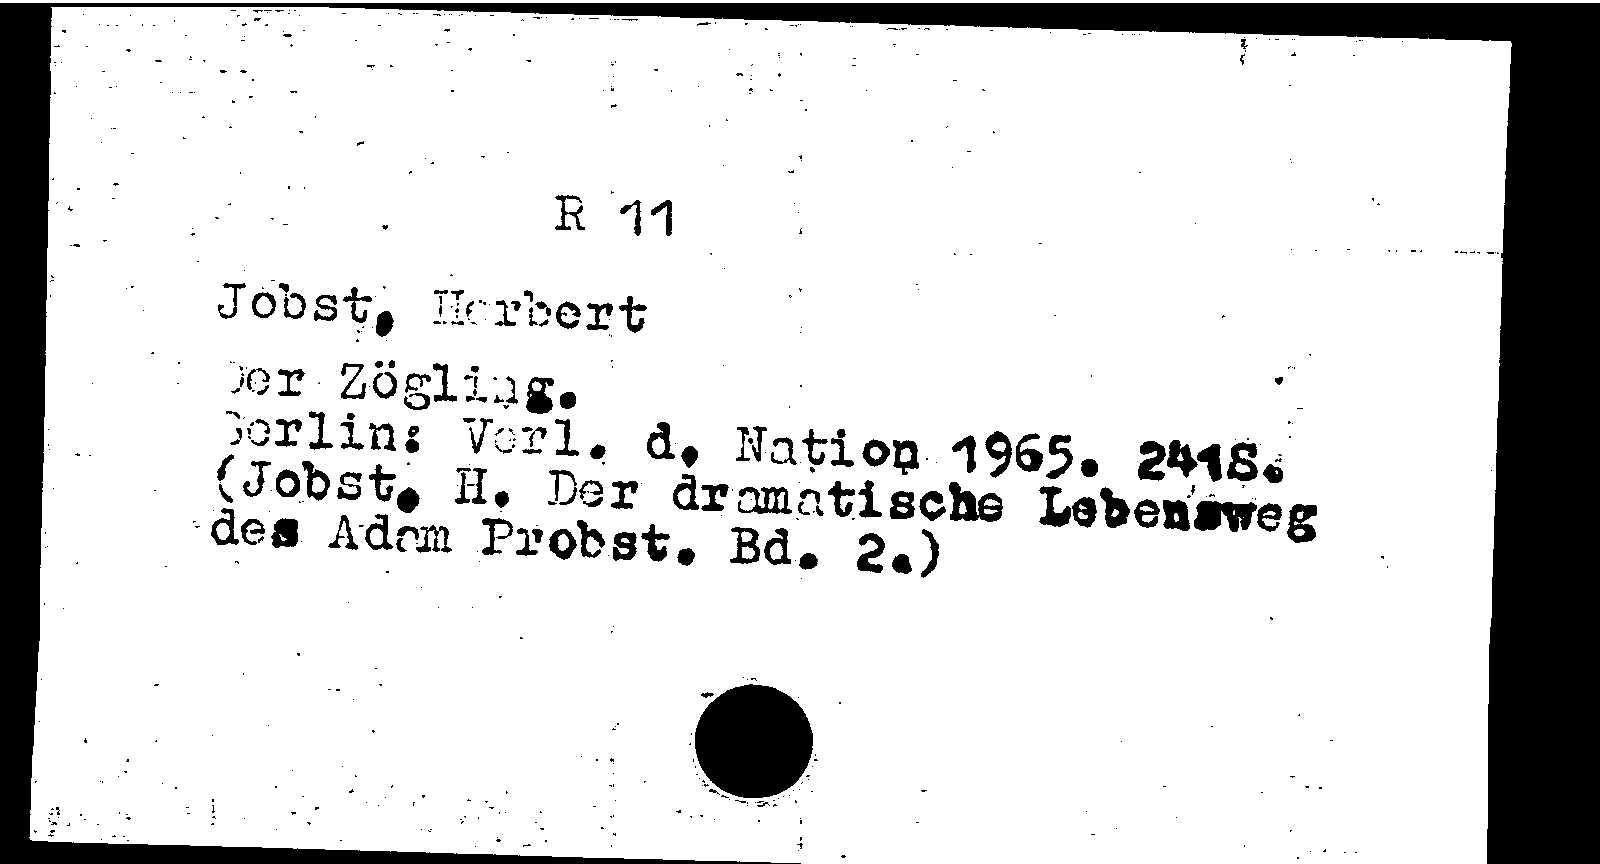 R 11
Jobst, Herbert
Der Zögling.
Berlin: Verl. d. Nation 1965. 241S.
(Jobst, H. Der dramatische Lebensweg
des Adam Probst. Bd. 2.)